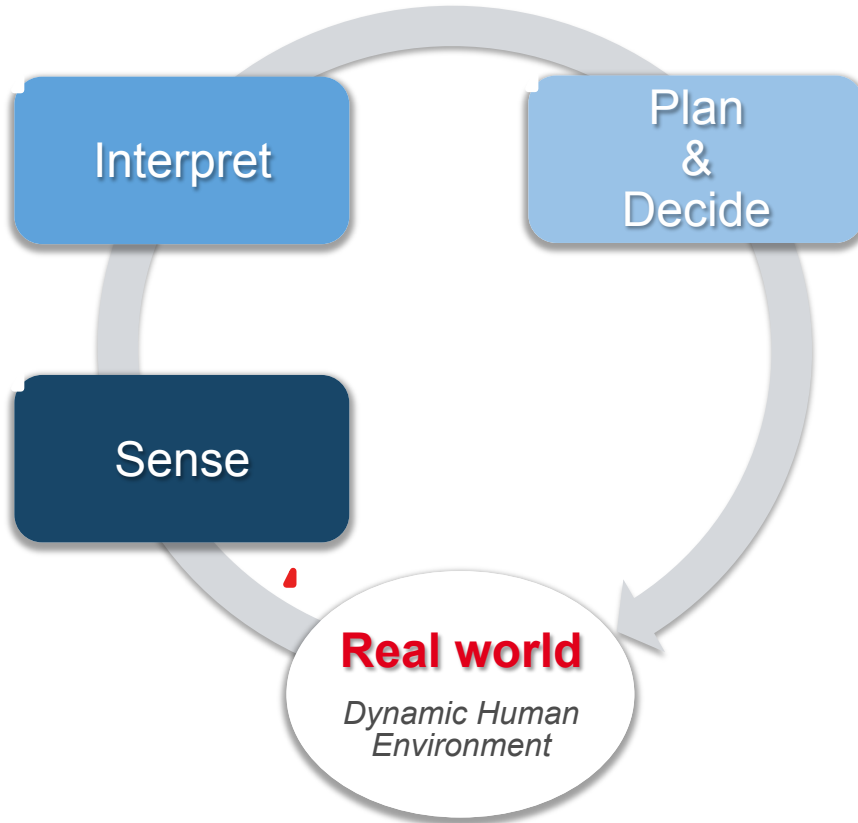 Interpret
Plan
&
Decide
Sense
Real world
Dynamic Human
Environment